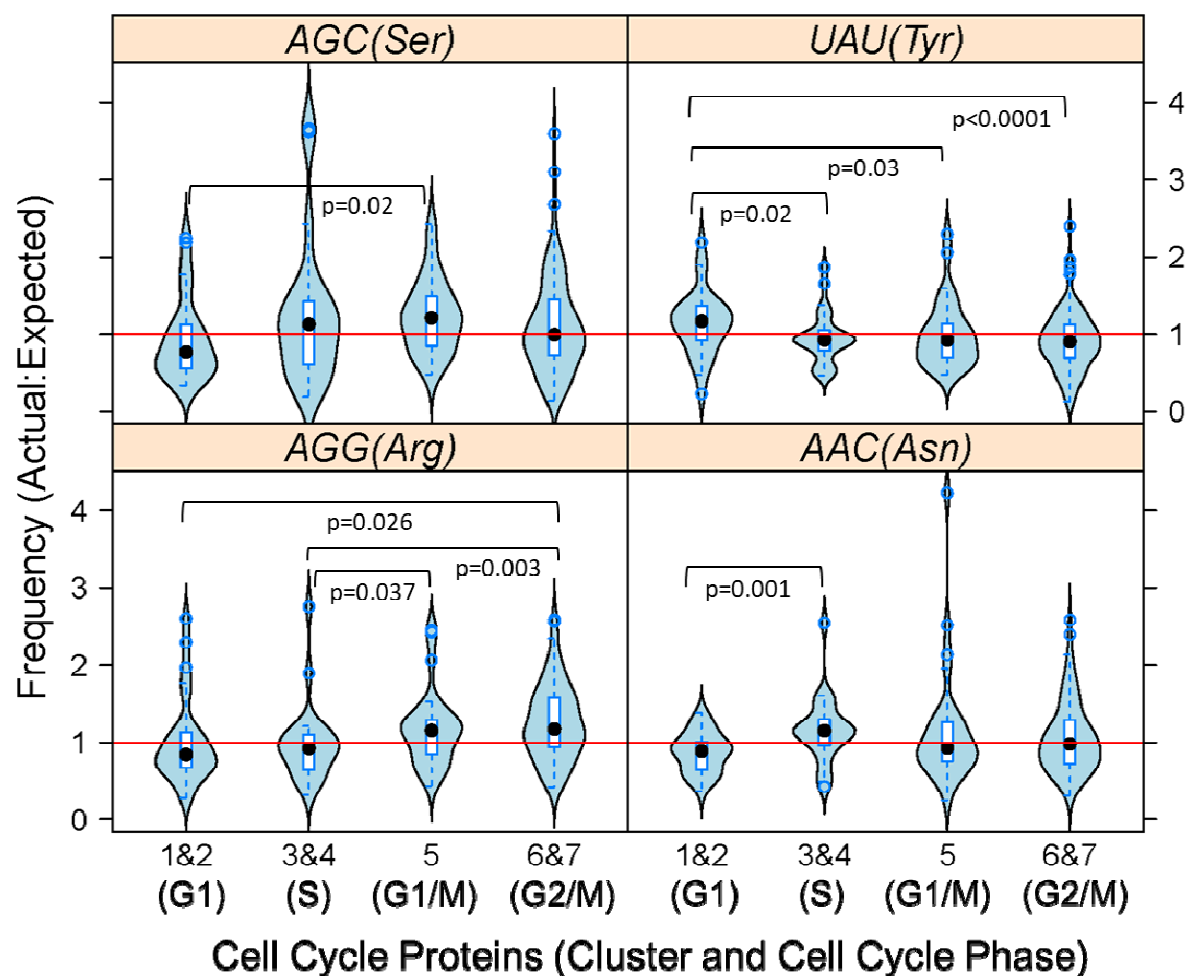 AGC(Ser)
UAU(Tyr)
4
3
2
1
0
p=0.02
p<0.0001
p=0.03
p=0.02
Frequency (Actual:Expected)
AGG(Arg)
AAC(Asn)
4
3
2
1
0
p=0.026
p=0.003
p=0.037
p=0.001
1&2 3&4 5 6&7 1&2 3&4 5 6&7
(G1) (S) (G1/M) (G2/M) (G1) (S) (G1/M) (G2/M)
Cell Cycle Proteins (Cluster and Cell Cycle Phase)